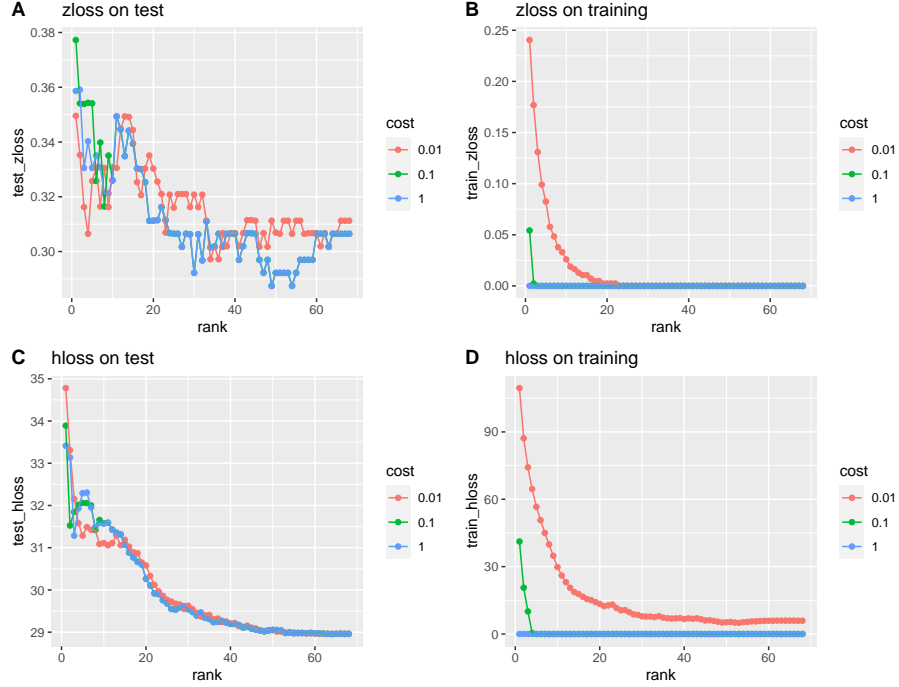 A zloss on test
0.38
0.36
0.34
0.32
0.30
test_zloss
0 20 40 60
rank
cost
0.01
0.1
1
B zloss on training
0.25
0.20
0.15
0.10
0.05
0.00
train_zloss
0 20 40 60
rank
cost
0.01
0.1
1
C hloss on test
35
34
33
32
31
30
29
test_hloss
0 20 40 60
rank
cost
0.01
0.1
1
D hloss on training
90
60
30
0
train_hloss
0 20 40 60
rank
cost
0.01
0.1
1